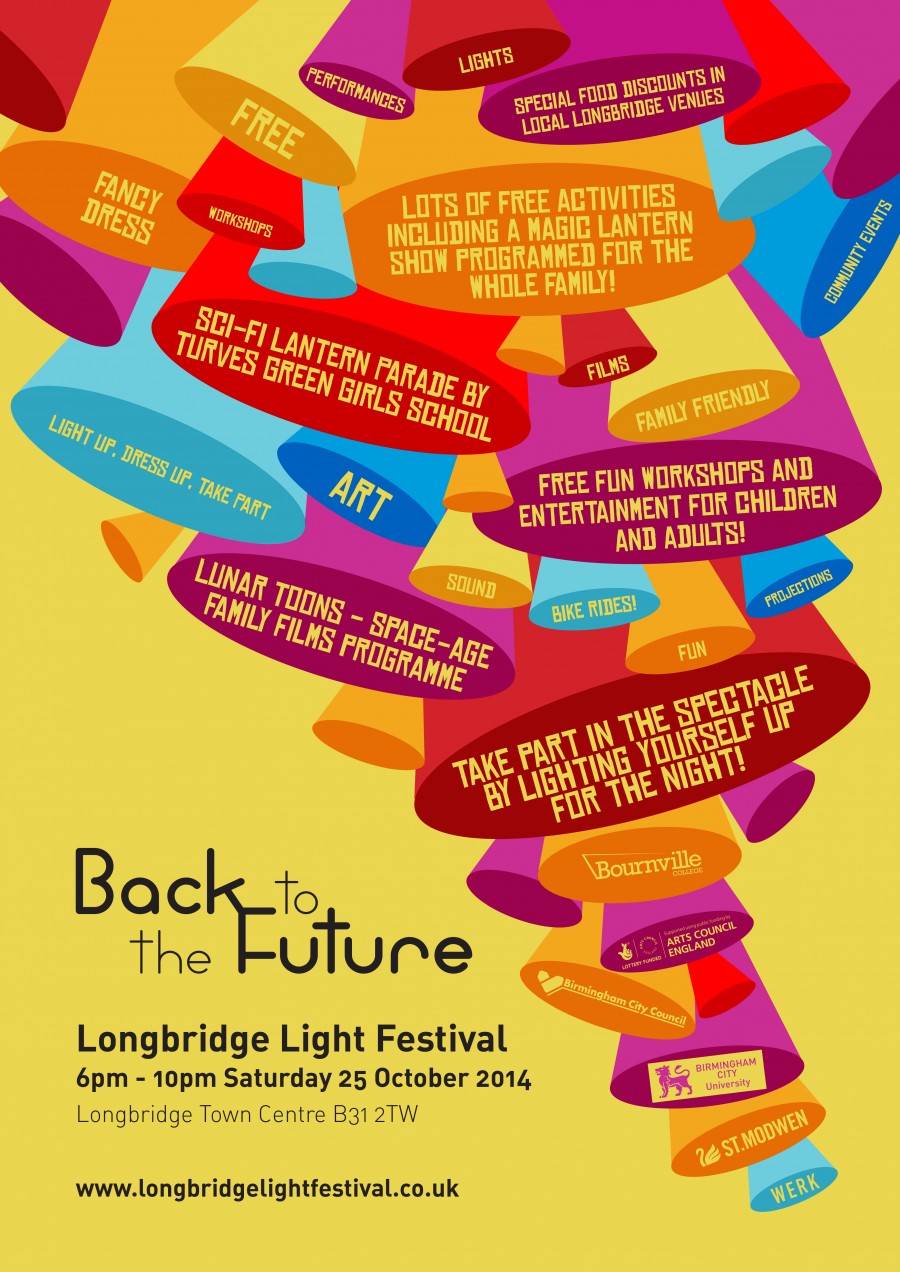 LIGHTS
PERFORMANCES
SPECIAL FOOD DISCOUNTS IN
LOCAL LONGBRIDGE VENUES
FREE
FANCY
DRESS
WORKSHOPS
LOTS OF FREE ACTIVITIES
INCLUDING A MAGIC LANTERN
SHOW PROGRAMMED FOR THE
WHOLE FAMILY!
COMMUNITY EVENTS
SCI-FI LANTERN PARADE BY
TURVES GREEN GIRLS SCHOOL
FILMS
FAMILY FRIENDLY
LIGHT UP, DRESS UP, TAKE PART
ART
FREE FUN WORKSHOPS AND
ENTERTAINMENT FOR CHILDREN
AND ADULTS!
SOUND
BIKE RIDES!
PROJECTIONS
LUNAR TOONS - SPACE-AGE
FAMILY FILMS PROGRAMME
FUN
TAKE PART IN THE SPECTACLE
BY LIGHTING YOURSELF UP
FOR THE NIGHT!
Bournville
COLLEGE
Supported using public funding by
ARTS COUNCIL
ENGLAND
LOTTERY FUNDED
Birmingham City Council
BIRMINGHAM
CITY
University
ST.MODWEN
WERK
Back to
the Future
Longbridge Light Festival
6pm - 10pm Saturday 25 October 2014
Longbridge Town Centre B31 2TW
www.longbridgelightfestival.co.uk